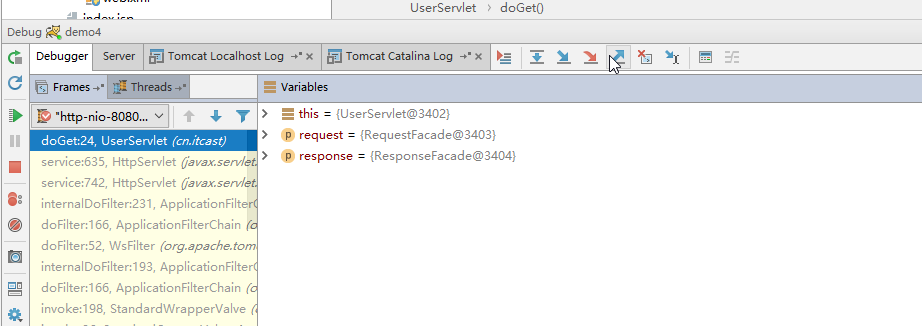 web.xml
UserServlet > doGet()
index.jsp
Debug demo4
Debugger Server Tomcat Localhost Log Tomcat Catalina Log
Frames Threads Variables
"http-nio-8080...
this = {UserServlet@3402}
request = {RequestFacade@3403}
response = {ResponseFacade@3404}
doGet:24, UserServlet (cn.itcast)
service:635, HttpServlet (javax.servlet.
service:742, HttpServlet (javax.servlet.
internalDoFilter:231, ApplicationFilterC
doFilter:166, ApplicationFilterChain (o
doFilter:52, WsFilter (org.apache.tom
internalDoFilter:193, ApplicationFilterC
doFilter:166, ApplicationFilterChain (o
invoke:198, StandardWrapperValve (